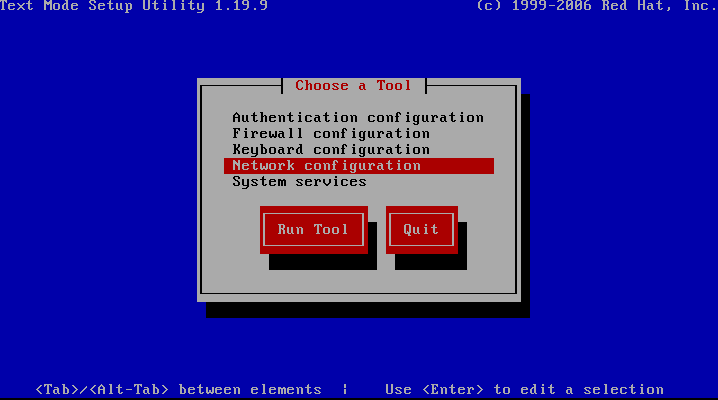 Text Mode Setup Utility 1.19.9 (c) 1999-2006 Red Hat, Inc.
Choose a Tool
Authentication configuration
Firewall configuration
Keyboard configuration
Network configuration
System services
Run Tool Quit
<Tab>/<Alt-Tab> between elements | Use <Enter> to edit a selection